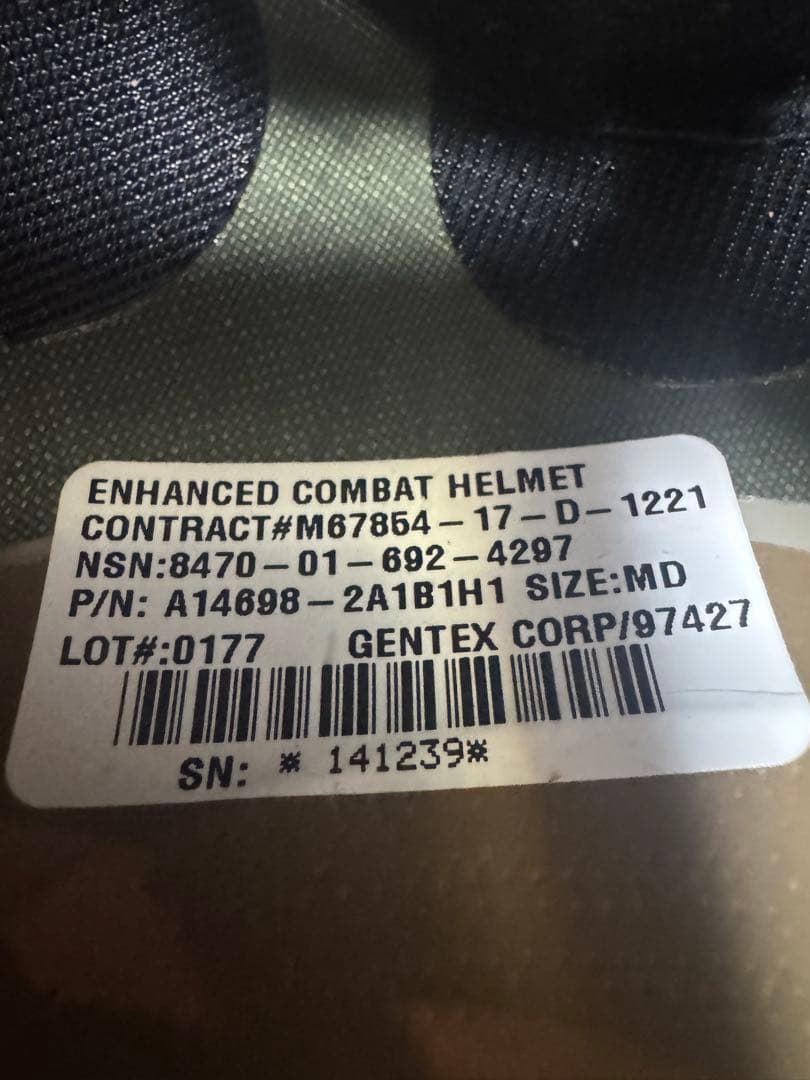 ENHANCED COMBAT HELMET
CONTRACT#M67854-17-D-1221
NSN:8470-01-692-4297
P/N: A14698-2A1B1H1 SIZE:MD
LOT#:0177 GENTEX CORP/97427
SN: * 141239*